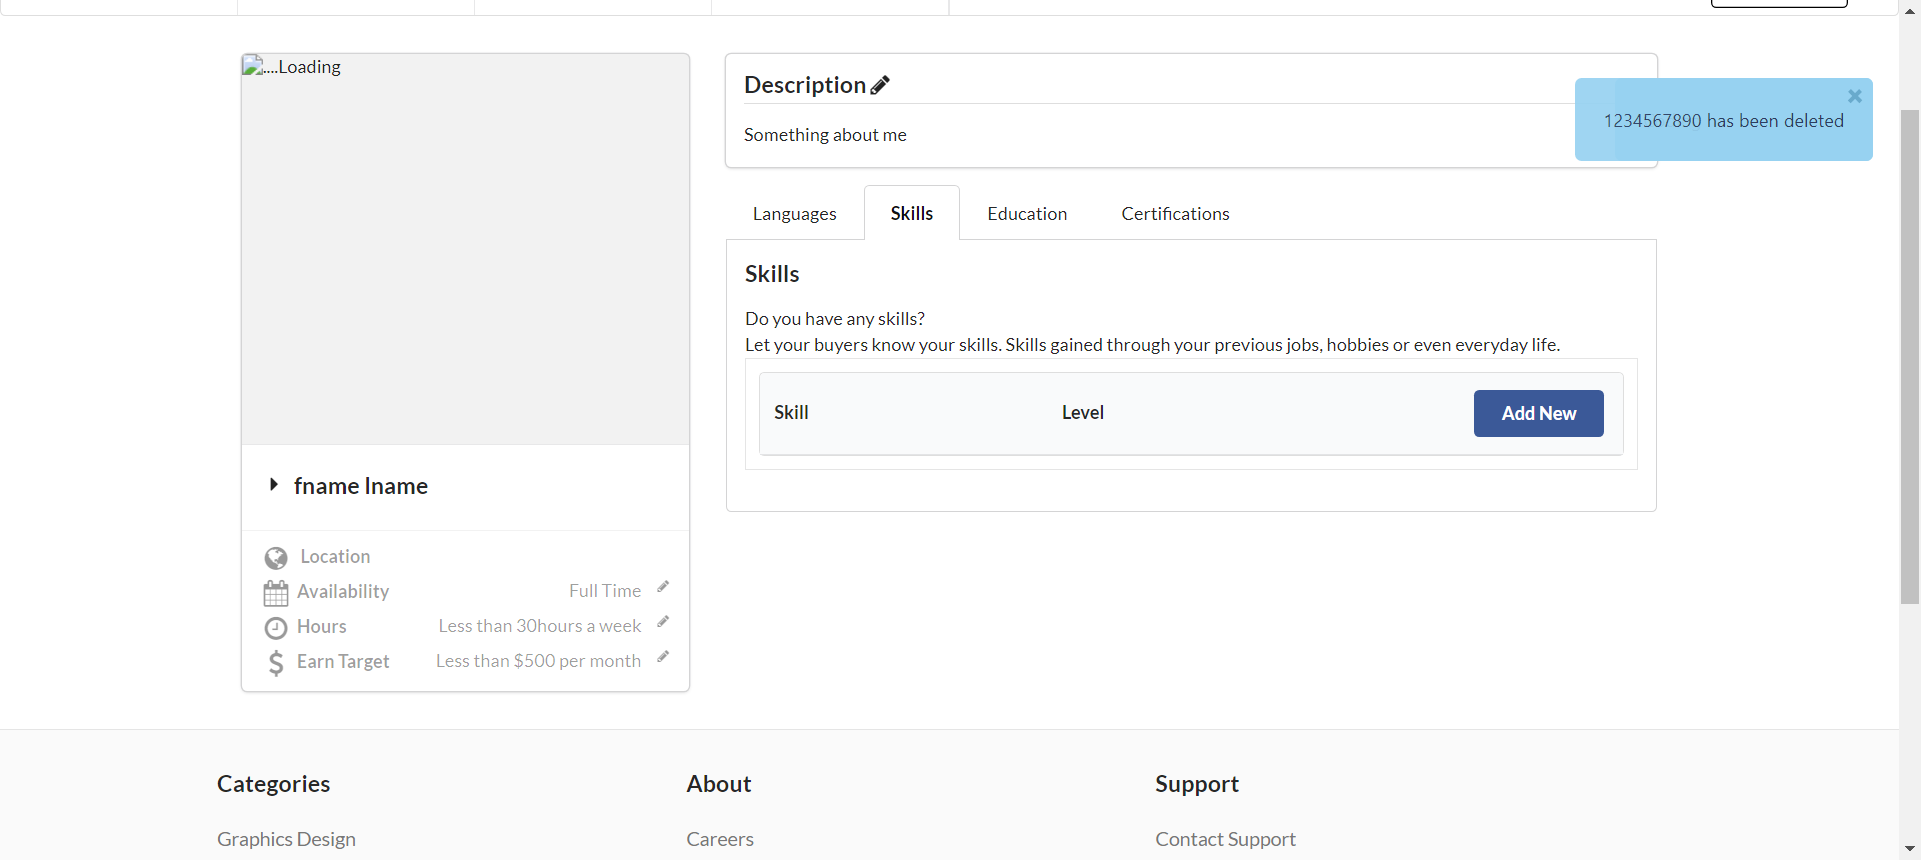 ....Loading
Description
Something about me
1234567890 has been deleted
Languages
Skills
Education
Certifications
Skills
Do you have any skills?
Let your buyers know your skills. Skills gained through your previous jobs, hobbies or even everyday life.
Skill
Level
Add New
fname lname
Location
Availability
Full Time
Hours
Less than 30hours a week
Earn Target
Less than $500 per month
Categories
About
Support
Graphics Design
Careers
Contact Support